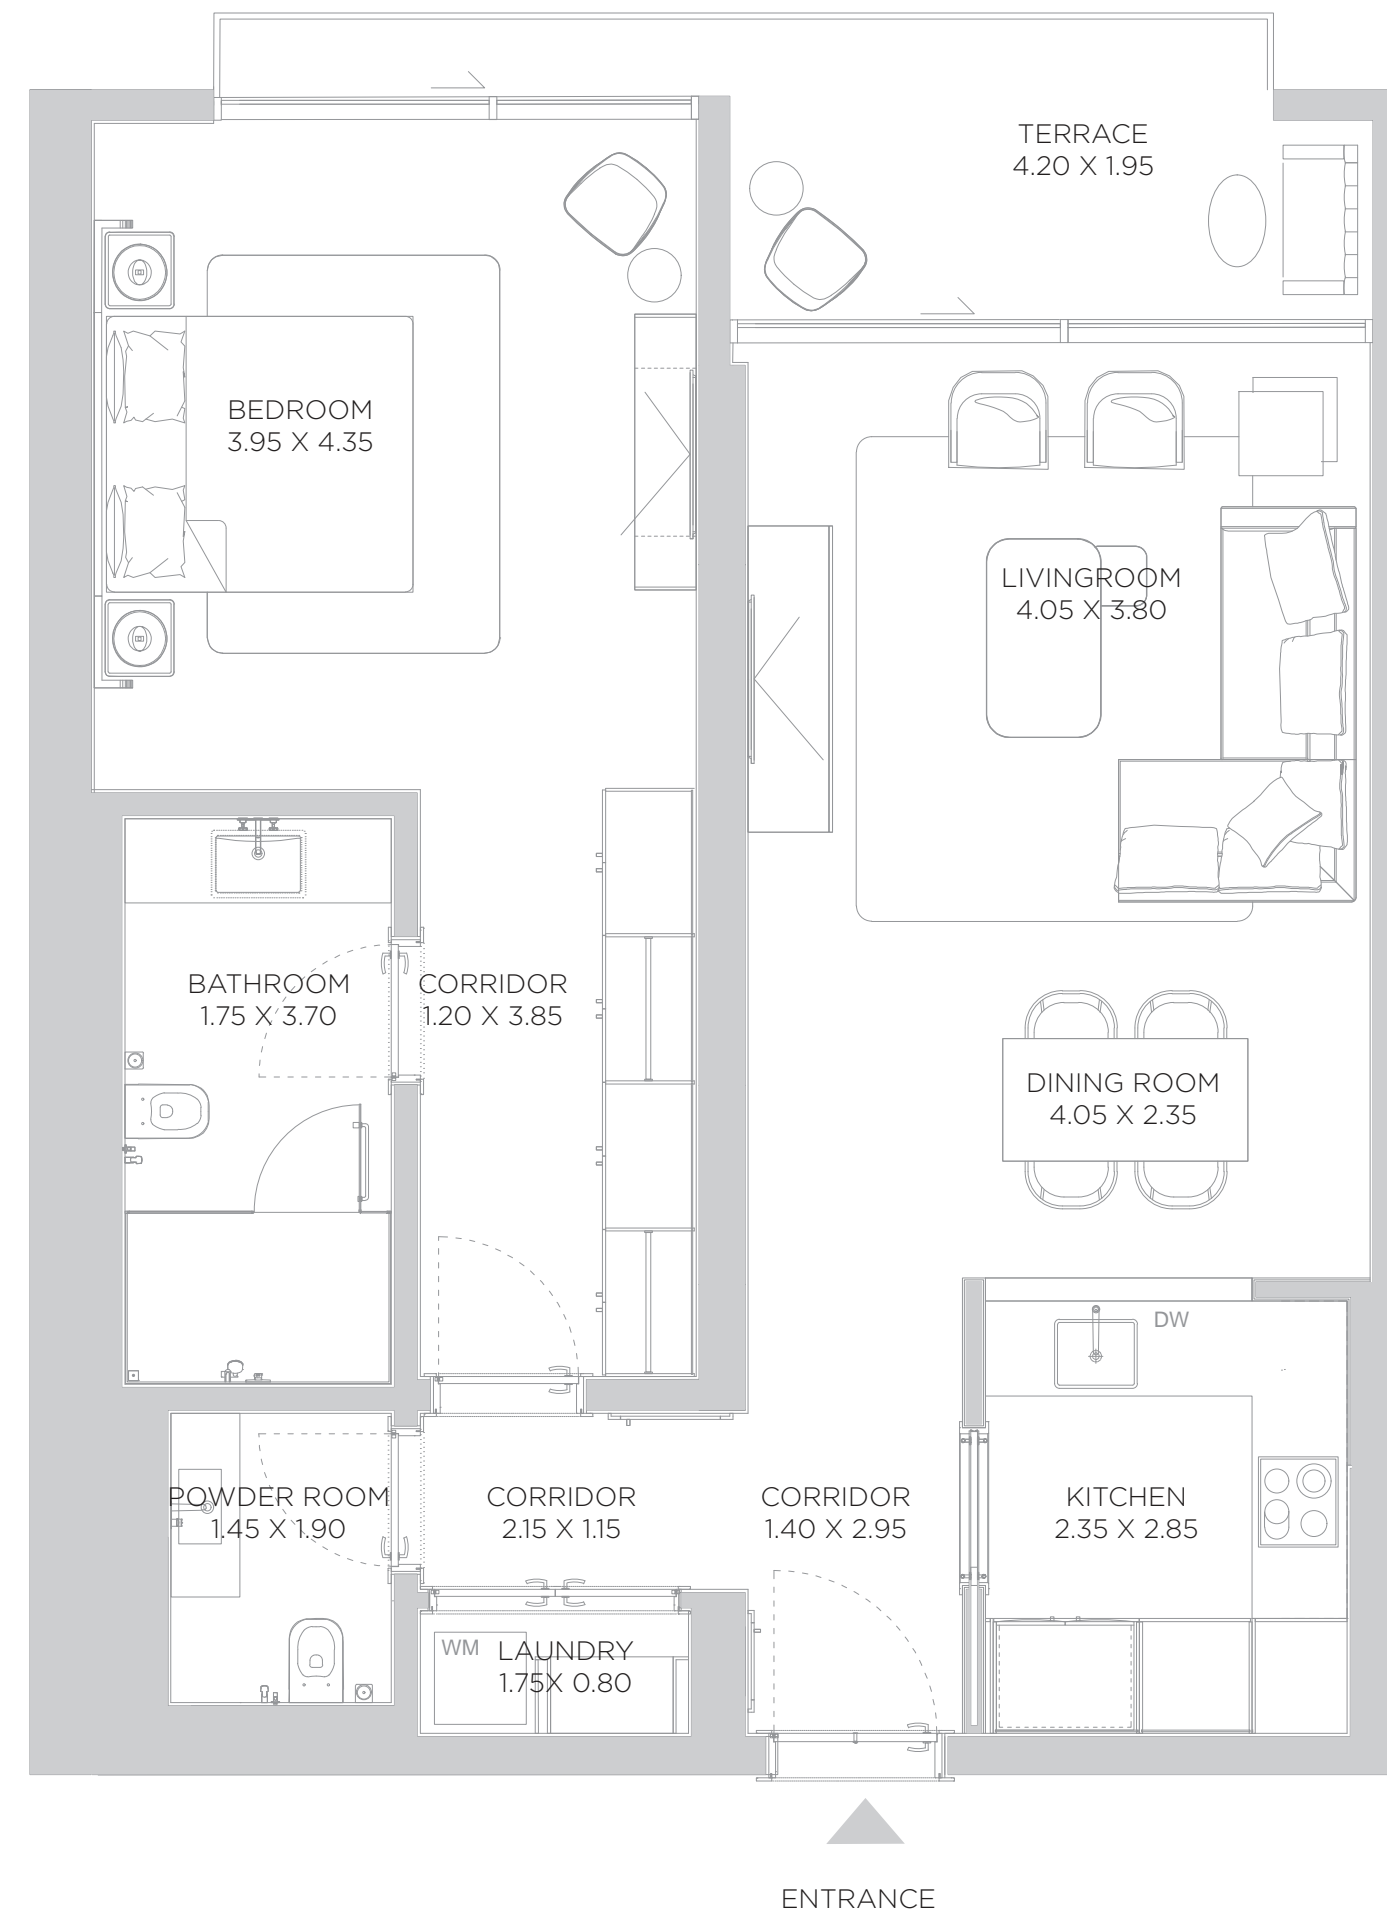 TERRACE
4.20 X 1.95
BEDROOM
3.95 X 4.35
LIVINGROOM
4.05 X 3.80
BATHROOM
1.75 X 3.70
CORRIDOR
1.20 X 3.85
DINING ROOM
4.05 X 2.35
DW
POWDER ROOM
1.45 X 1.90
CORRIDOR
2.15 X 1.15
CORRIDOR
1.40 X 2.95
KITCHEN
2.35 X 2.85
WM
LAUNDRY
1.75X 0.80
ENTRANCE